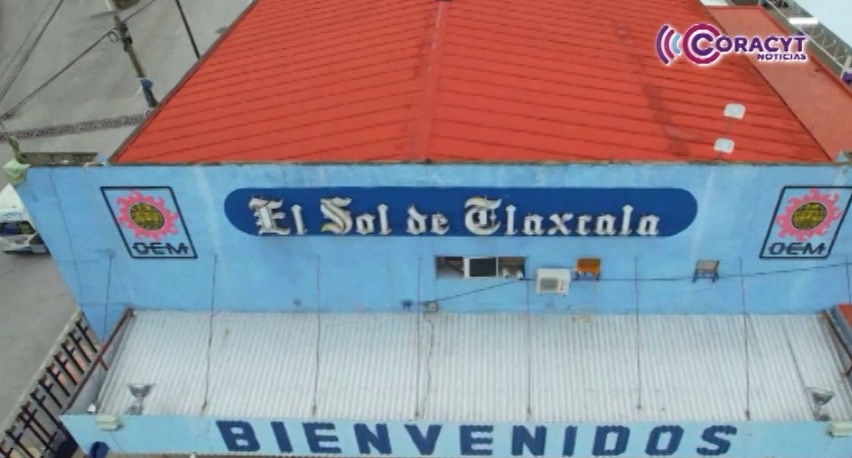 CORACYT
NOTICIAS
El Sol de Tlaxcala
OEM
OEM
BIENVENIDOS